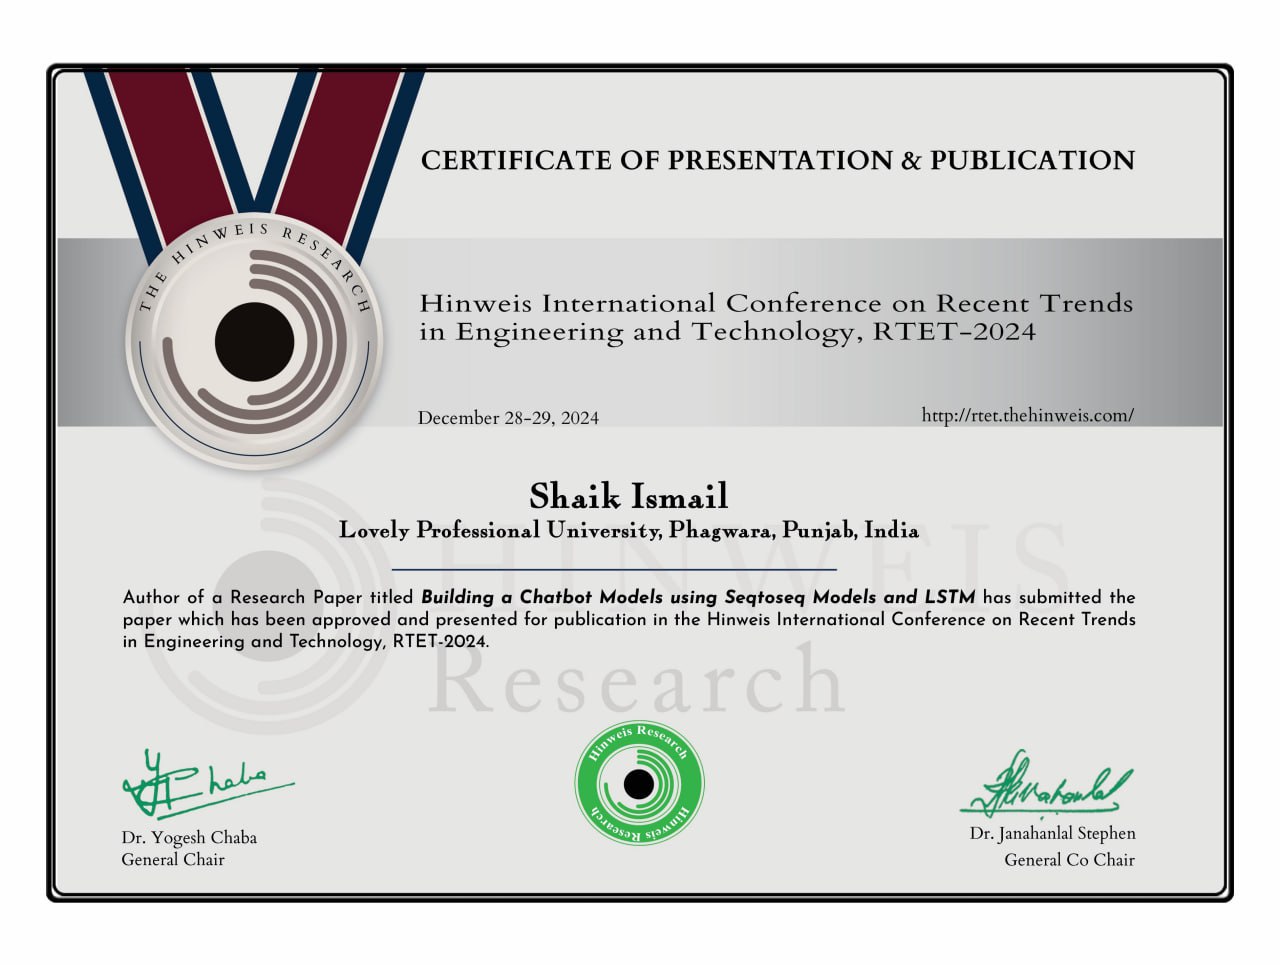 CERTIFICATE OF PRESENTATION & PUBLICATION
THE HINWEIS RESEARCH
Hinweis International Conference on Recent Trends
in Engineering and Technology, RTET-2024
December 28-29, 2024
http://rtet.thehinweis.com/
Shaik Ismail
Lovely Professional University, Phagwara, Punjab, India
HINWEIS
Research
Author of a Research Paper titled Building a Chatbot Models using Seqtoseq Models and LSTM has submitted the
paper which has been approved and presented for publication in the Hinweis International Conference on Recent Trends
in Engineering and Technology, RTET-2024.
Hinweis Research
Hinweis Research
Chaba
Dr. Yogesh Chaba
General Chair
Dr. Janahanlal Stephen
General Co Chair